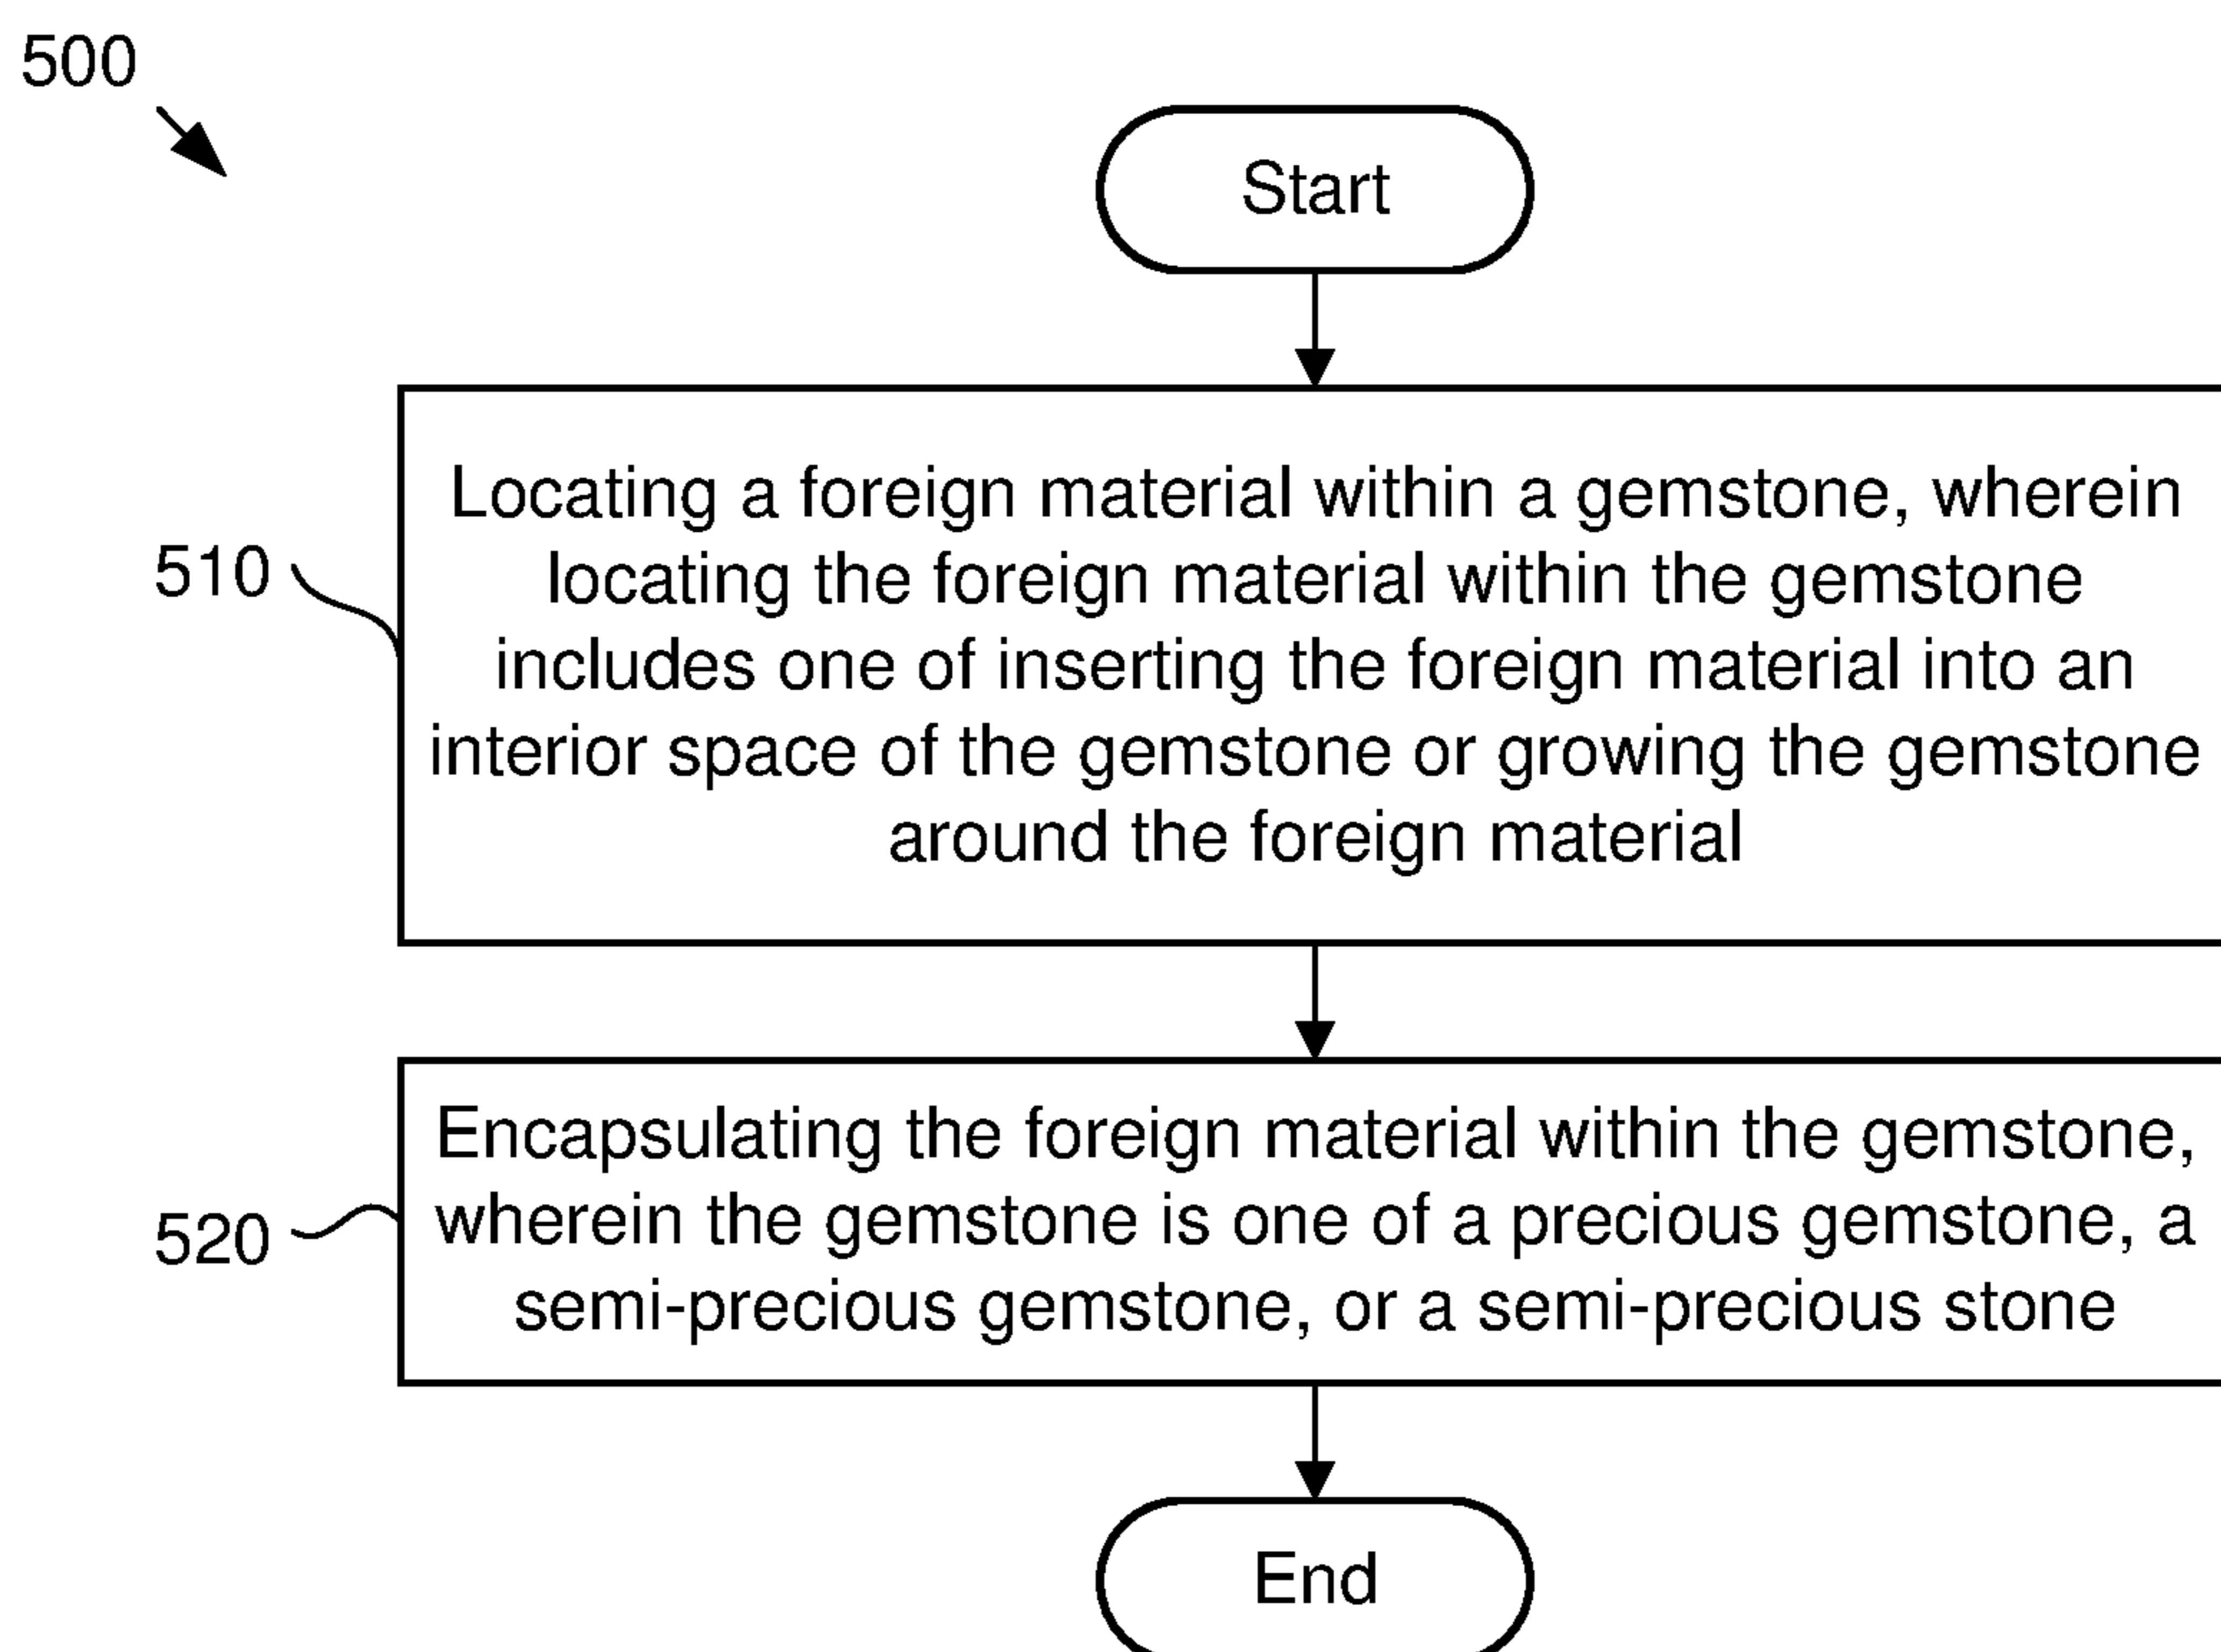 500
Start
Locating a foreign material within a gemstone, wherein
locating the foreign material within the gemstone
includes one of inserting the foreign material into an
interior space of the gemstone or growing the gemstone
around the foreign material
510
Encapsulating the foreign material within the gemstone,
wherein the gemstone is one of a precious gemstone, a
semi-precious gemstone, or a semi-precious stone
520
End